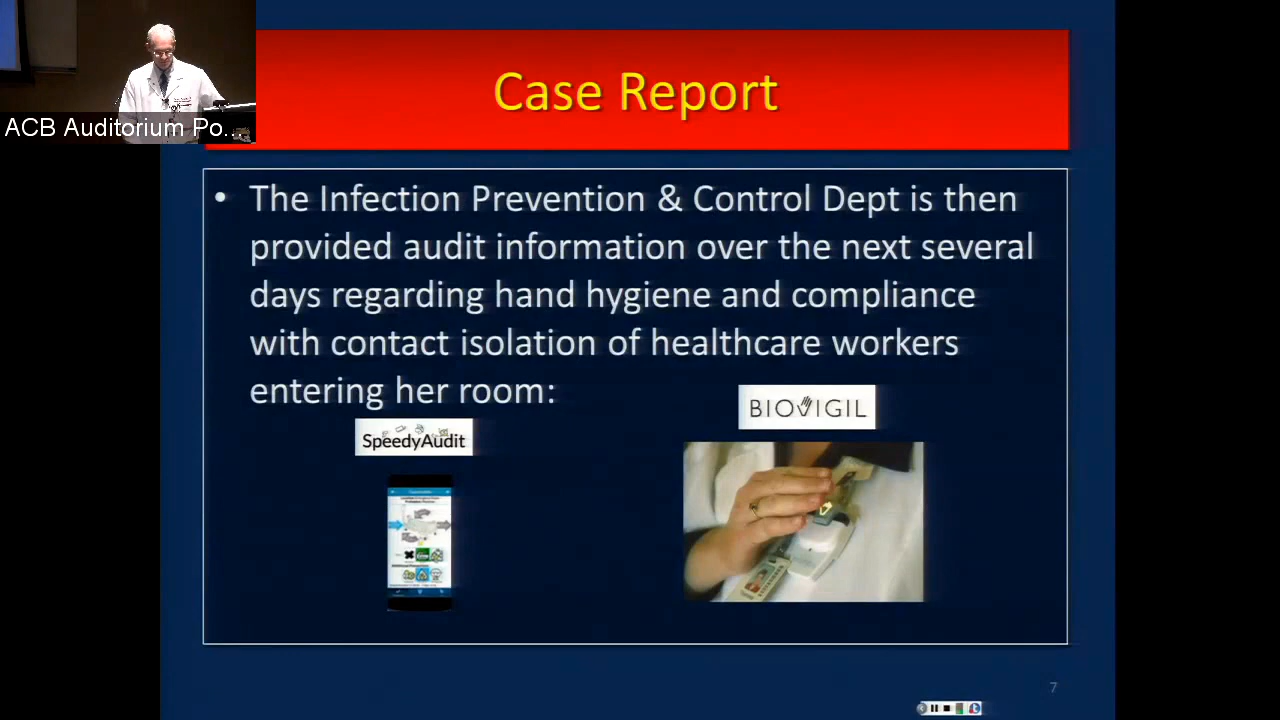 ACB Auditorium Po...
Case Report
• The Infection Prevention & Control Dept is then
provided audit information over the next several
days regarding hand hygiene and compliance
with contact isolation of healthcare workers
entering her room:
BIOVIGIL
SpeedyAudit
7